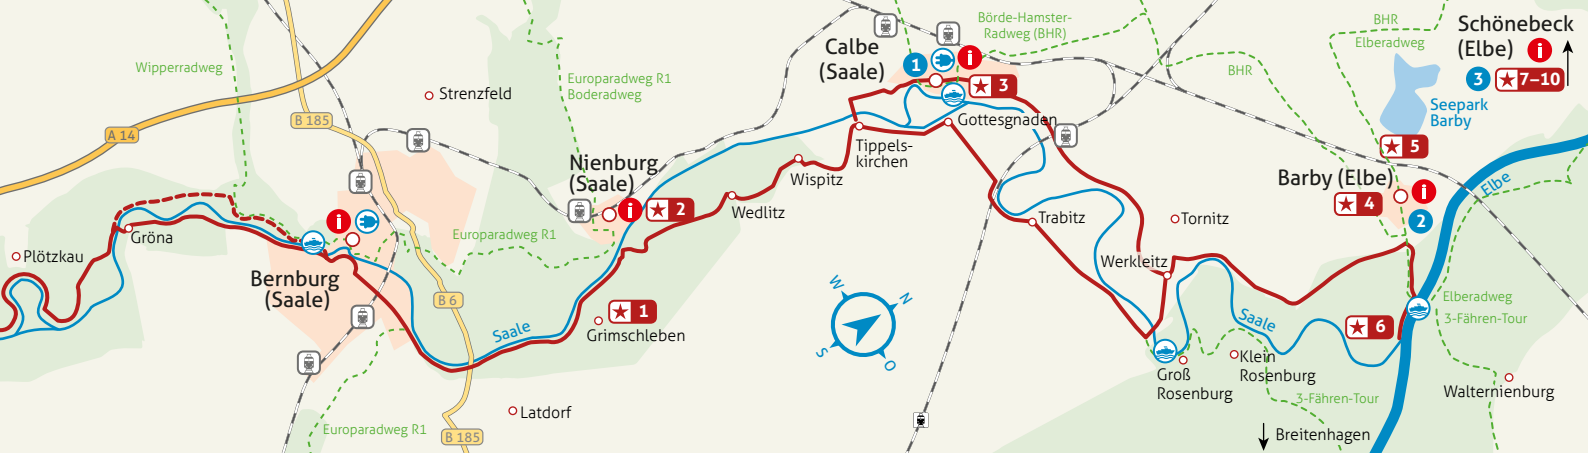 Wipperradweg
A 14
B 185
Strenzfeld
Europaradweg R1
Boderadweg
Plötzkau
Gröna
i
Bernburg
(Saale)
Europaradweg R1
B 6
Saale
Latdorf
B 185
Europaradweg R1
Nienburg
(Saale)
i
2
1
Grimschleben
Wedlitz
Wispitz
Tippels-
kirchen
Calbe
(Saale)
1
i
3
Gottesgnaden
Börde-Hamster-
Radweg (BHR)
BHR
BHR
Elberadweg
Trabitz
Tornitz
Werkleitz
W
N
S
O
Groß
Rosenburg
Klein
Rosenburg
Saale
3-Fähren-Tour
Breitenhagen
Schönebeck
(Elbe)
i
3
7–10
Seepark
Barby
5
Barby (Elbe)
i
4
2
Elbe
6
Elberadweg
3-Fähren-Tour
Walternienburg